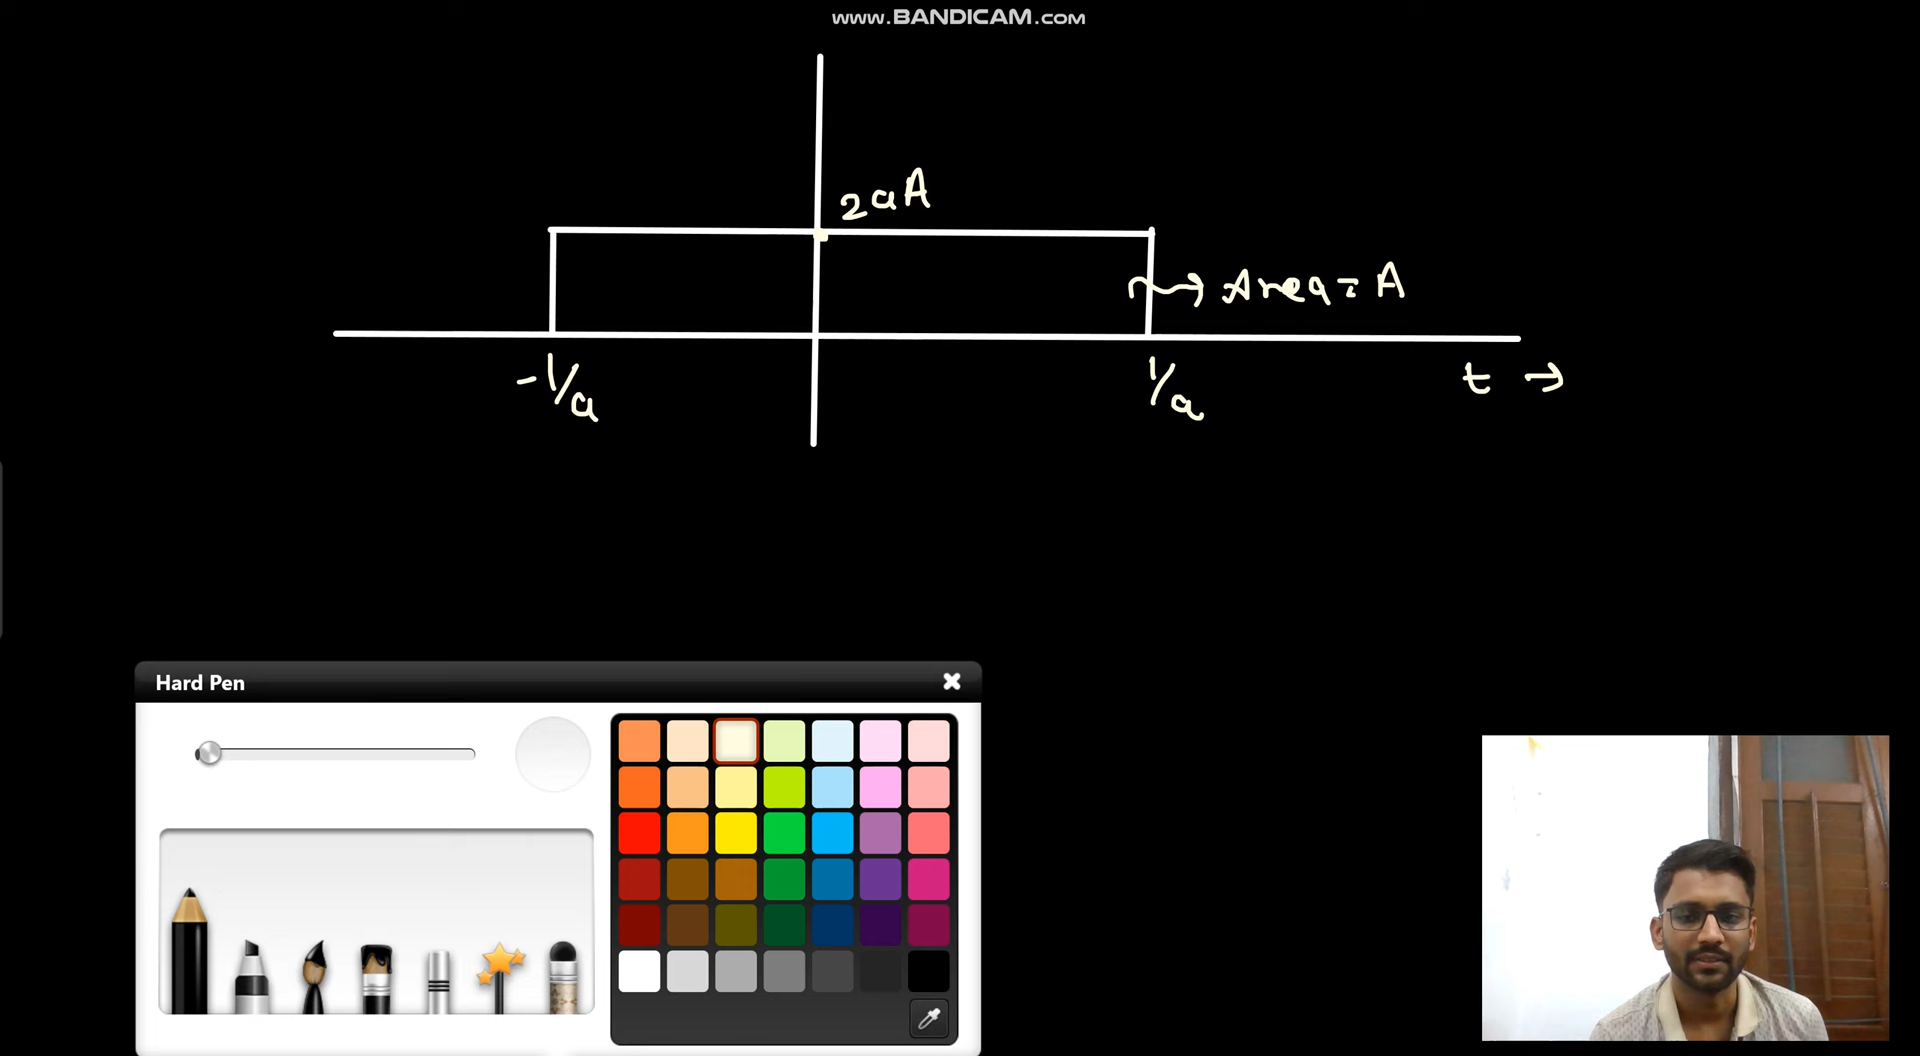 www.BANDICAM.com
2aA
Area = A
-1/a
1/a
t →
Hard Pen